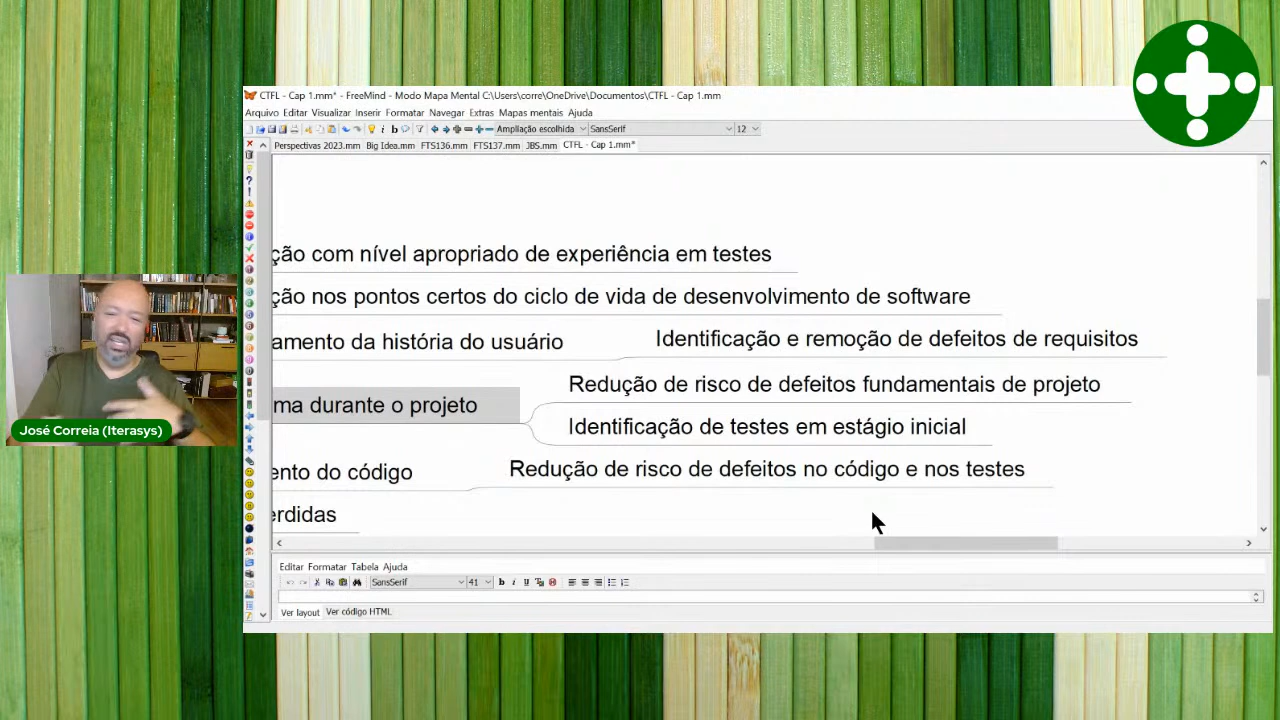 CTFL - Cap 1.mm* - FreeMind - Modo Mapa Mental C:\Users\corre\OneDrive\Documentos\CTFL - Cap 1.mm
Arquivo Editar Visualizar Inserir Formatar Navegar Extras Mapas mentais Ajuda
Ampliação escolhida SansSerif 12
Perspectivas 2023.mm Big Idea.mm FTS136.mm FTS137.mm JBS.mm CTFL - Cap 1.mm*
ção com nível apropriado de experiência em testes
ção nos pontos certos do ciclo de vida de desenvolvimento de software
amento da história do usuário Identificação e remoção de defeitos de requisitos
Redução de risco de defeitos fundamentais de projeto
ma durante o projeto
Identificação de testes em estágio inicial
ento do código Redução de risco de defeitos no código e nos testes
erdidas
José Correia (Iterasys)
Editar Formatar Tabela Ajuda
SansSerif 41
Ver layout Ver código HTML